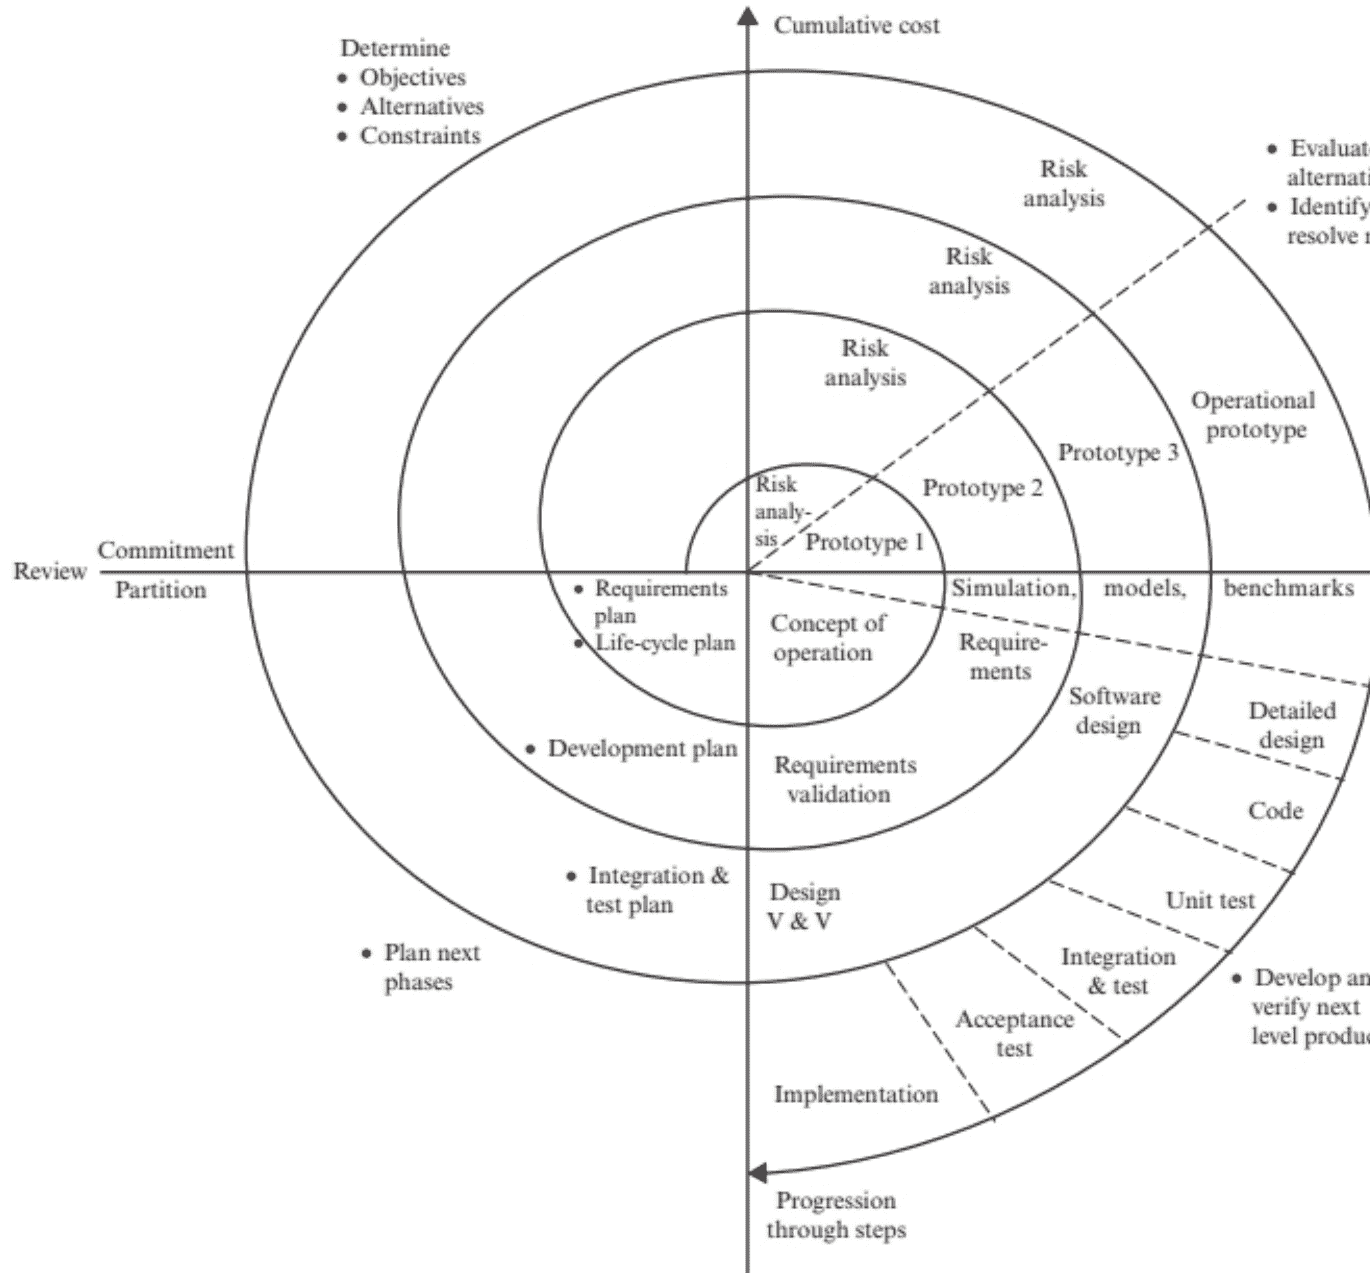 Cumulative cost
Determine
• Objectives
• Alternatives
• Constraints
Risk
analysis
• Evaluat
alternati
• Identify
resolve
Risk
analysis
Risk
analysis
Operational
prototype
Prototype 3
Prototype 2
Risk
analy-
sis
Prototype 1
Review
Commitment
Partition
• Requirements
plan
• Life-cycle plan
Concept of
operation
Simulation, models, benchmarks
Require-
ments
Software
design
Detailed
design
• Development plan
Requirements
validation
Code
• Integration &
test plan
Design
V & V
Unit test
• Plan next
phases
Integration
& test
• Develop an
verify next
level produc
Acceptance
test
Implementation
Progression
through steps